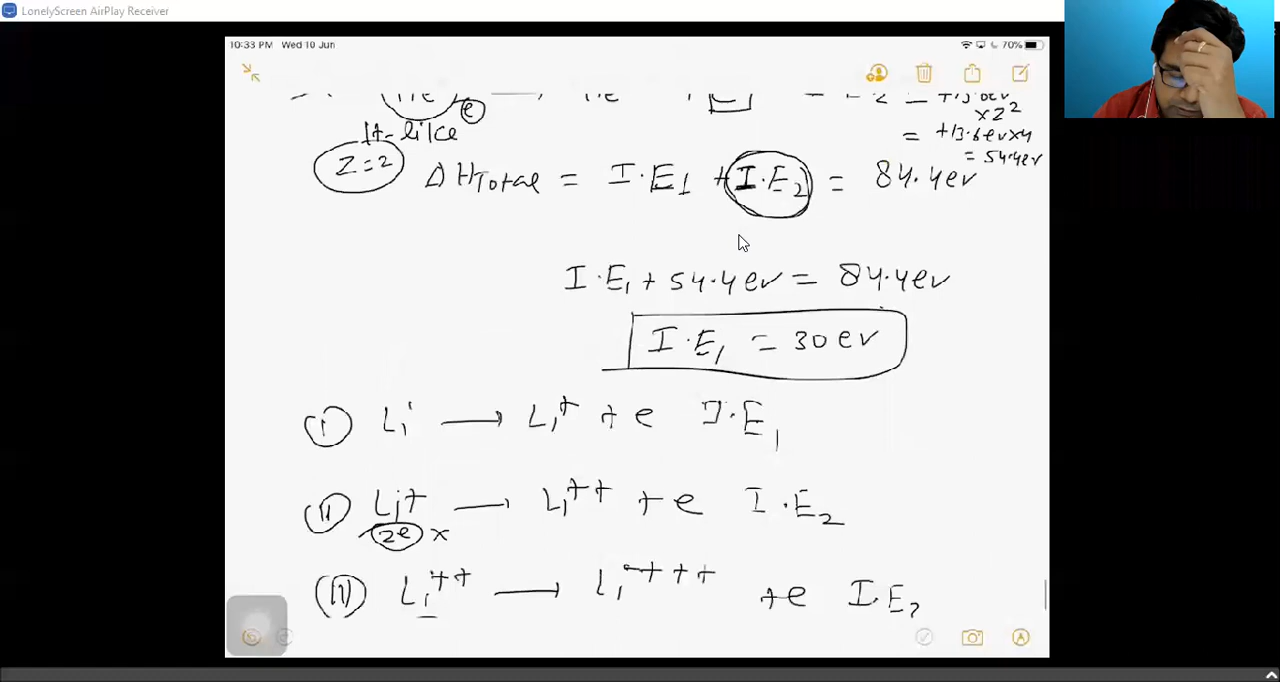 LonelyScreen AirPlay Receiver
10:33 PM Wed 10 Jun
70%
H-like
e
×Z²
= +13.6ev×4
= 54.4ev
Z=2
ΔHTotal = I.E1 + I.E2 = 84.4ev
I.E1 + 54.4ev = 84.4ev
I.E1 = 30ev
(I) Li → Li+ + e I.E1
(II) Li+ → Li++ + e I.E2
2e x
(III) Li++ → Li+++ + e I.E3